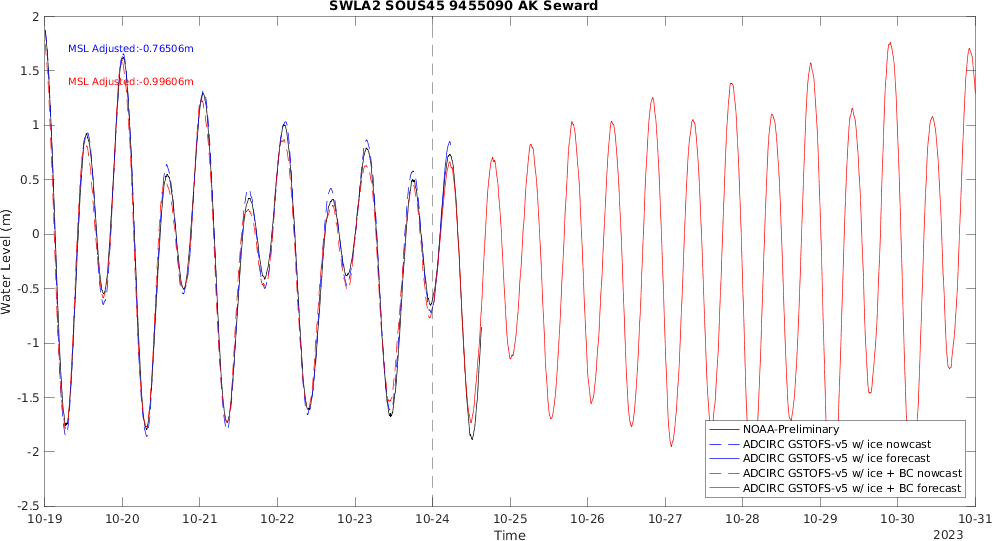 SWLA2 SOUS45 9455090 AK Seward
MSL Adjusted:-0.76506m
MSL Adjusted:-0.99606m
Water Level (m)
2
1.5
1
0.5
0
-0.5
-1
-1.5
-2
-2.5
NOAA-Preliminary
ADCIRC GSTOFS-v5 w/ ice nowcast
ADCIRC GSTOFS-v5 w/ ice forecast
ADCIRC GSTOFS-v5 w/ ice + BC nowcast
ADCIRC GSTOFS-v5 w/ ice + BC forecast
10-19 10-20 10-21 10-22 10-23 10-24 10-25 10-26 10-27 10-28 10-29 10-30 10-31
Time
2023